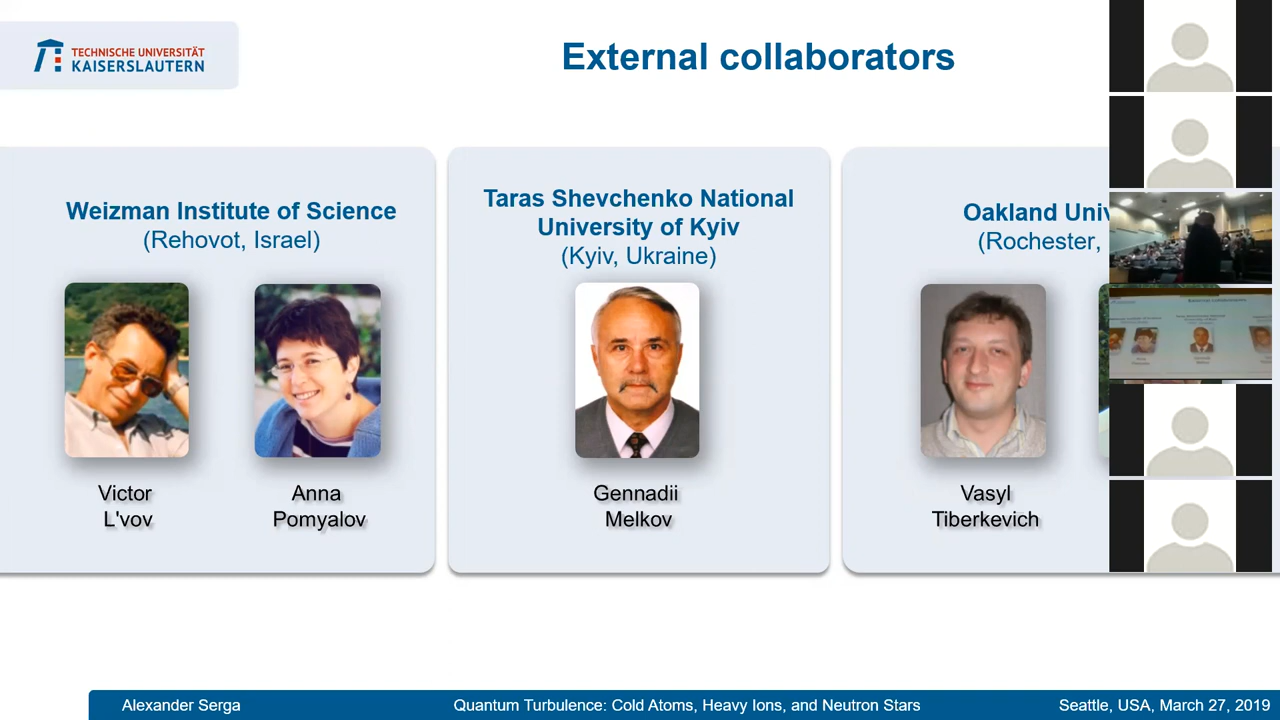 TECHNISCHE UNIVERSITÄT
KAISERSLAUTERN
External collaborators
Weizman Institute of Science
(Rehovot, Israel)
Victor
L'vov
Anna
Pomyalov
Taras Shevchenko National
University of Kyiv
(Kyiv, Ukraine)
Gennadii
Melkov
Oakland Univ
(Rochester,
Vasyl
Tiberkevich
External collaborators
Alexander Serga
Quantum Turbulence: Cold Atoms, Heavy Ions, and Neutron Stars
Seattle, USA, March 27, 2019